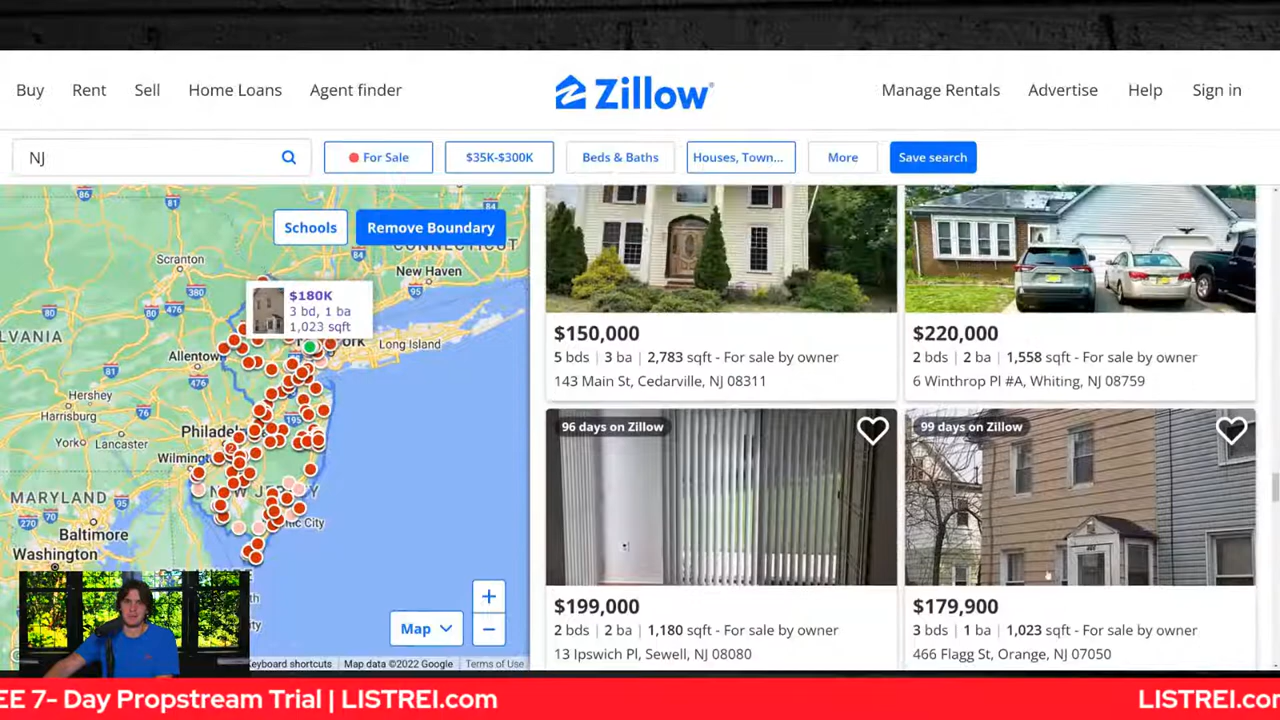 Buy
Rent
Sell
Home Loans
Agent finder
Zillow
Manage Rentals
Advertise
Help
Sign in
NJ
For Sale
$35K-$300K
Beds & Baths
Houses, Town...
More
Save search
Schools
Remove Boundary
CONNECTICUT
New Haven
Scranton
$180K
3 bd, 1 ba
1,023 sqft
Long Island
Allentown
Hershey
Harrisburg
York
Lancaster
Philadel
Wilming
MARYLAND
Baltimore
Washington
Map
Keyboard shortcuts
Map data ©2022 Google
Terms of Use
$150,000
5 bds | 3 ba | 2,783 sqft - For sale by owner
143 Main St, Cedarville, NJ 08311
$220,000
2 bds | 2 ba | 1,558 sqft - For sale by owner
6 Winthrop Pl #A, Whiting, NJ 08759
96 days on Zillow
$199,000
2 bds | 2 ba | 1,180 sqft - For sale by owner
13 Ipswich Pl, Sewell, NJ 08080
99 days on Zillow
$179,900
3 bds | 1 ba | 1,023 sqft - For sale by owner
466 Flagg St, Orange, NJ 07050
EE 7- Day Propstream Trial | LISTREI.com
LISTREI.com